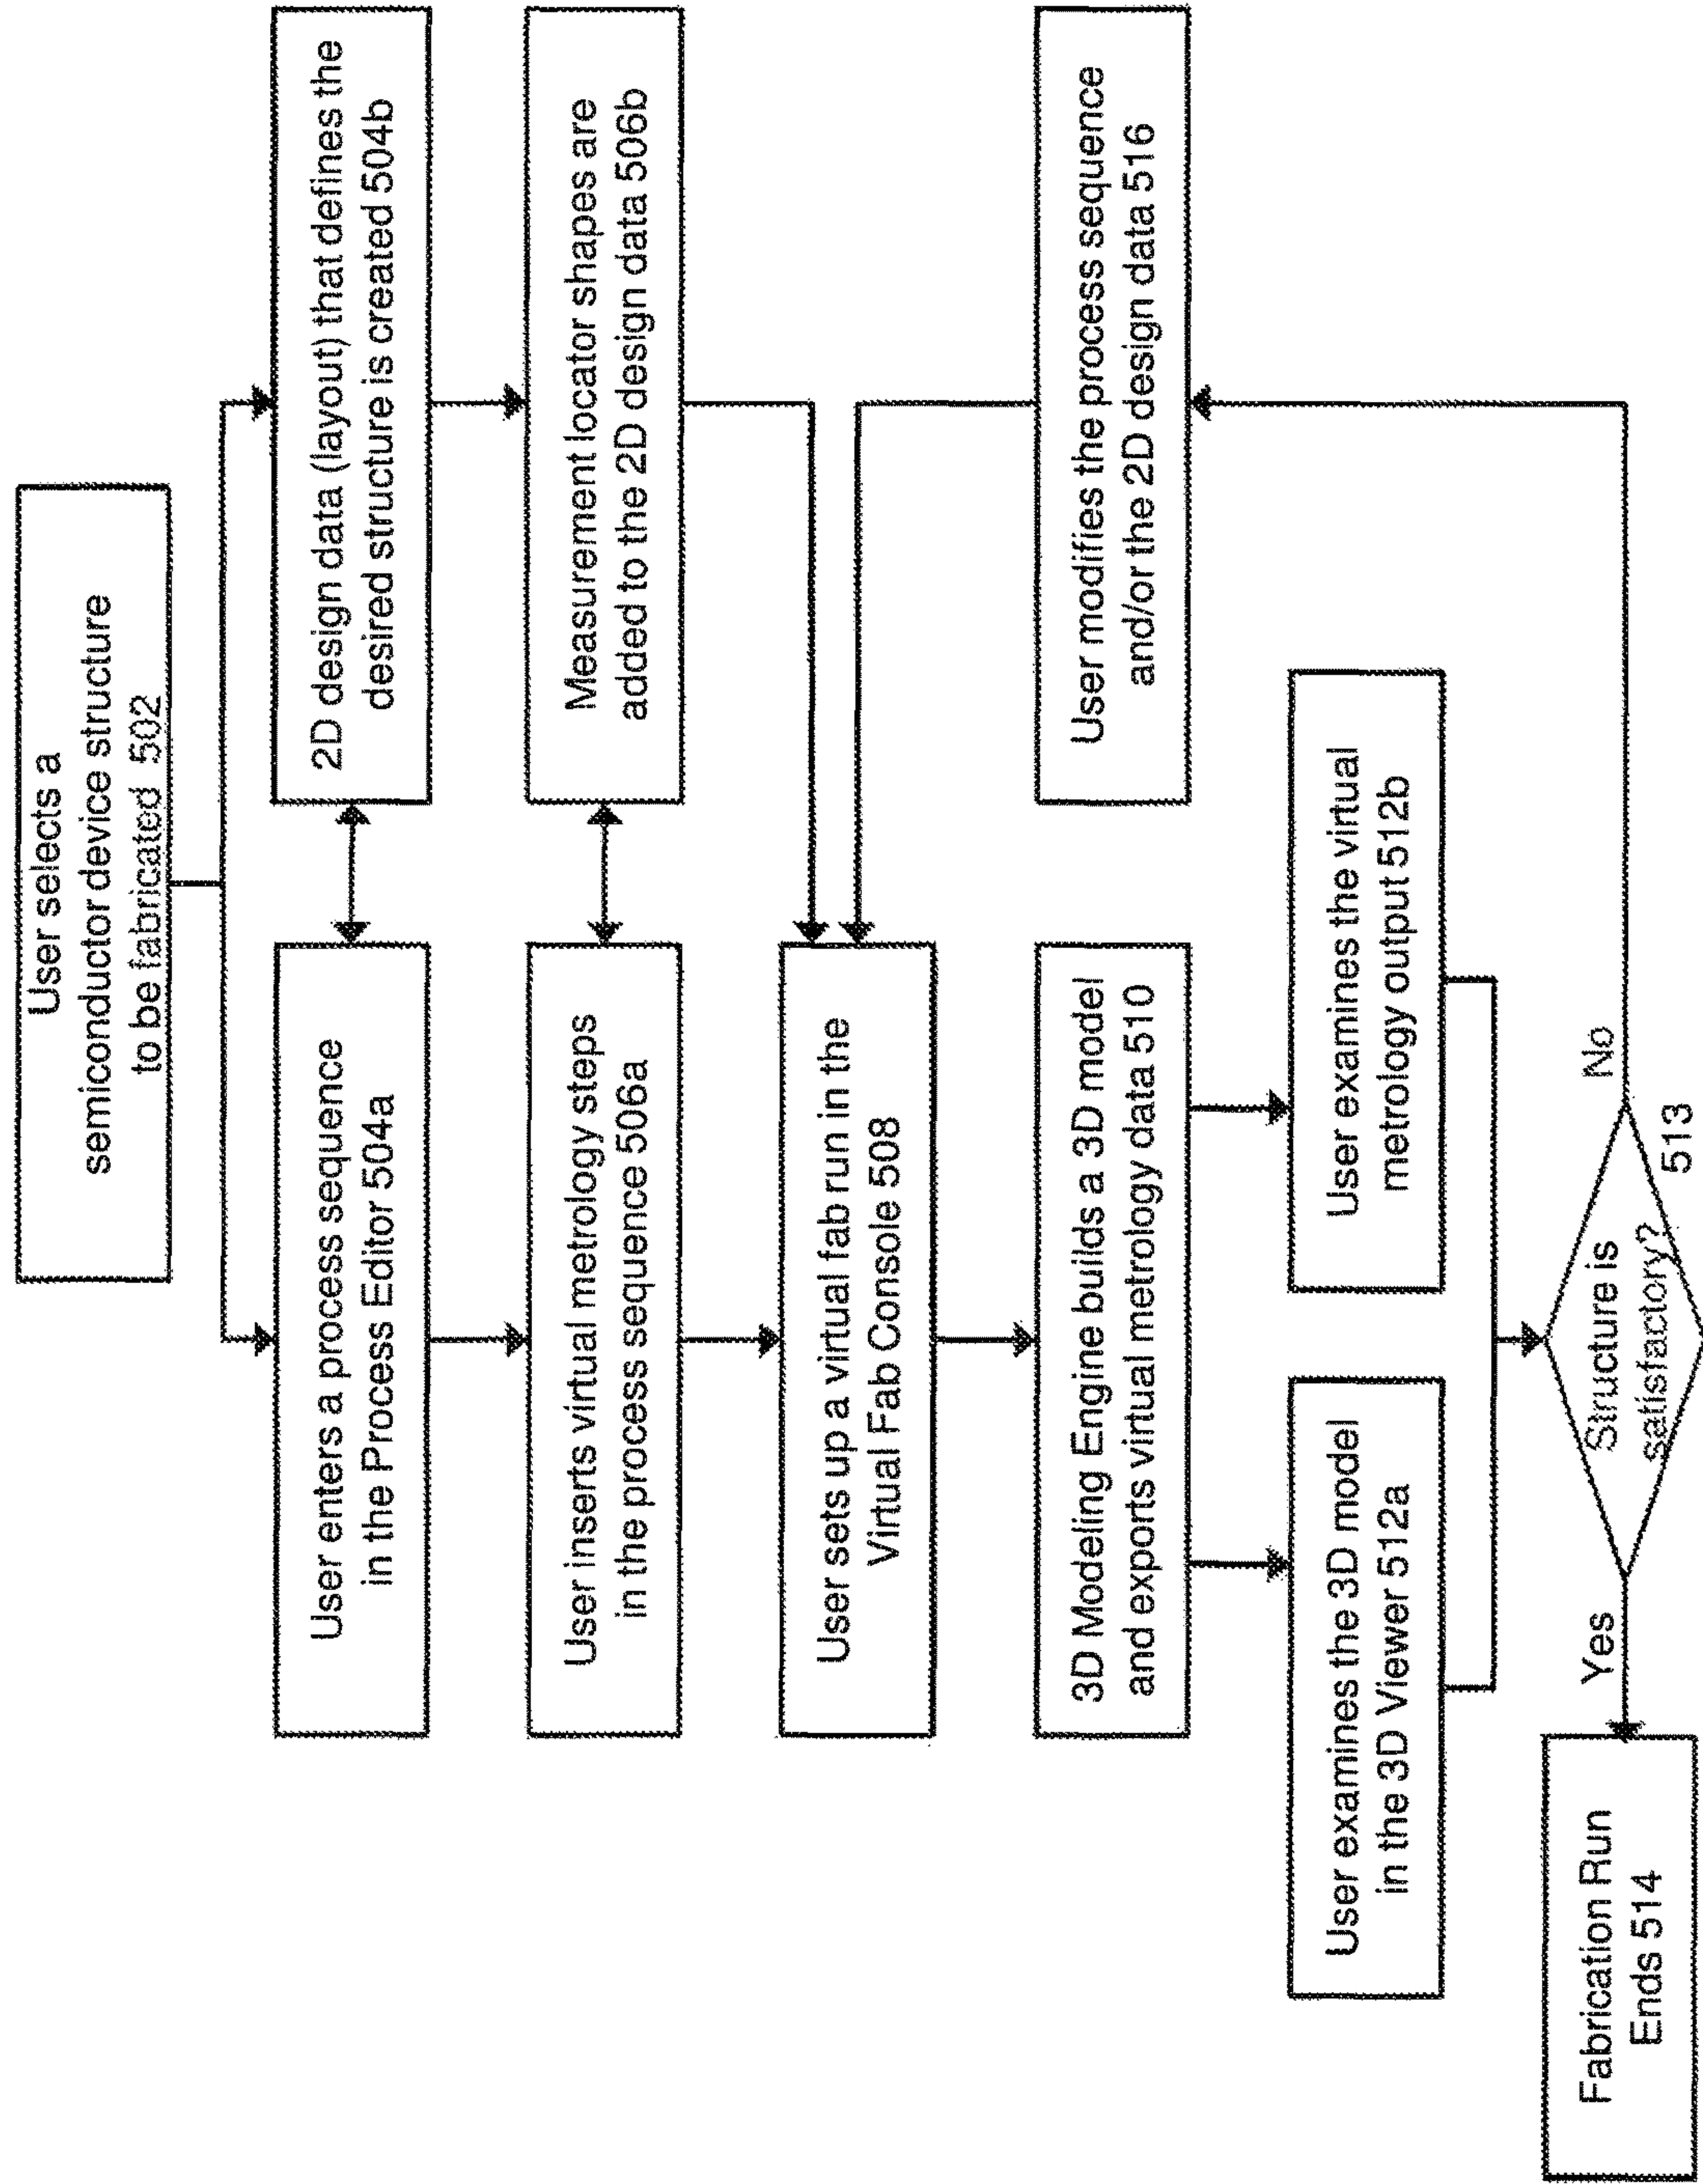 User selects a
semiconductor device structure
to be fabricated 502
User enters a process sequence
in the Process Editor 504a
2D design data (layout) that defines the
desired structure is created 504b
User inserts virtual metrology steps
in the process sequence 506a
Measurement locator shapes are
added to the 2D design data 506b
User sets up a virtual fab run in the
Virtual Fab Console 508
3D Modeling Engine builds a 3D model
and exports virtual metrology data 510
User modifies the process sequence
and/or the 2D design data 516
User examines the 3D model
in the 3D Viewer 512a
User examines the virtual
metrology output 512b
Fabrication Run
Ends 514
Yes
Structure is
satisfactory?
No
513